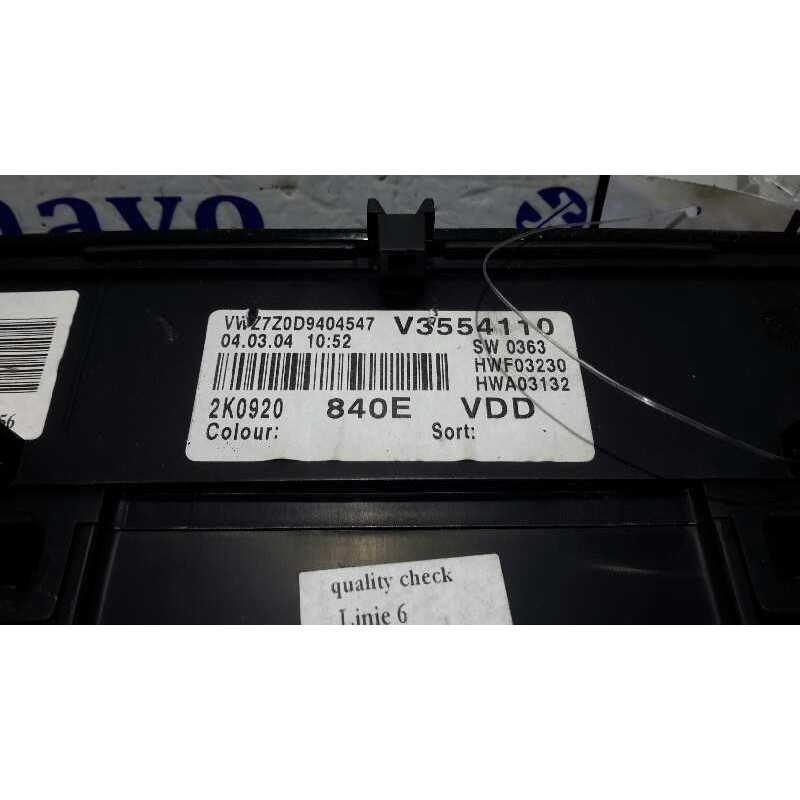 VWZ7Z0D9404547 V3554110
04.03.04 10:52 SW 0363
HWF03230
HWA03132
2K0920 840E VDD
Colour: Sort:
56
quality check
Linie 6